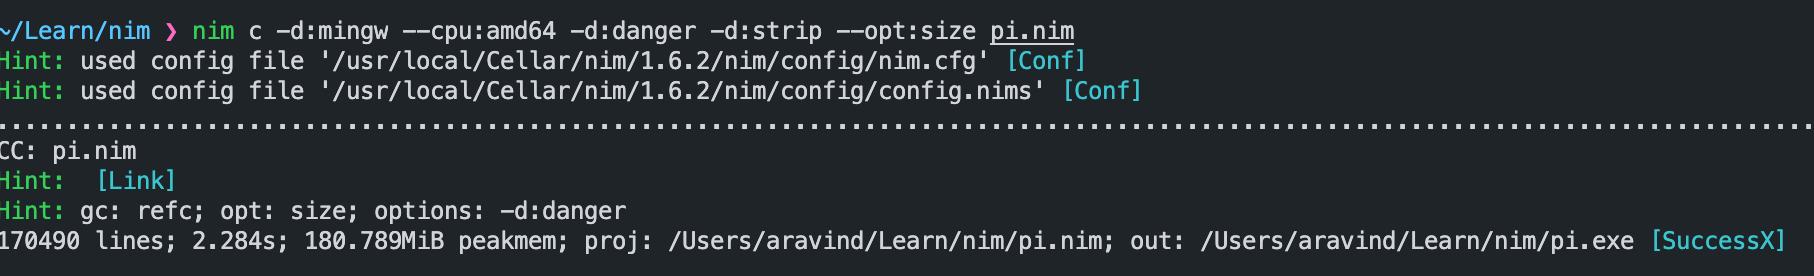 ~/Learn/nim ❯ nim c -d:mingw --cpu:amd64 -d:danger -d:strip --opt:size pi.nim
Hint: used config file '/usr/local/Cellar/nim/1.6.2/nim/config/nim.cfg' [Conf]
Hint: used config file '/usr/local/Cellar/nim/1.6.2/nim/config/config.nims' [Conf]
....................................................................................................................................
CC: pi.nim
Hint:  [Link]
Hint: gc: refc; opt: size; options: -d:danger
170490 lines; 2.284s; 180.789MiB peakmem; proj: /Users/aravind/Learn/nim/pi.nim; out: /Users/aravind/Learn/nim/pi.exe [SuccessX]